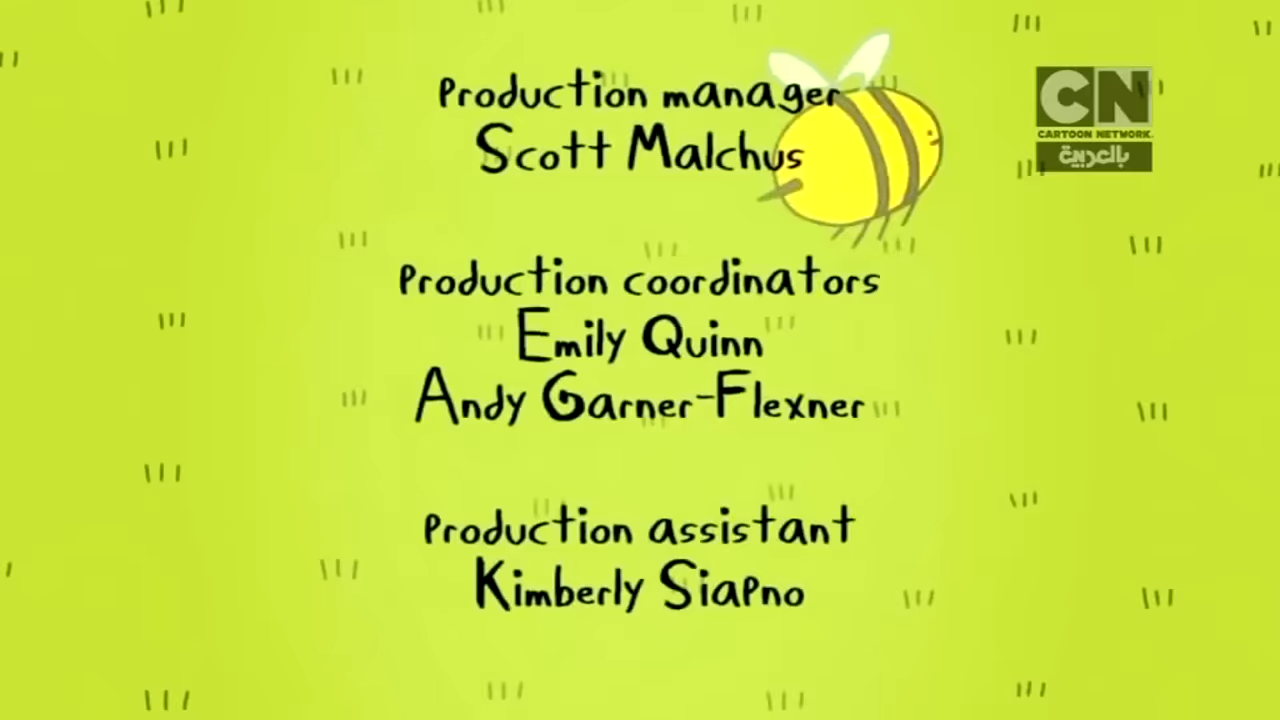 Production manager
Scott Malchus
CN
CARTOON NETWORK.
بالعربية
Production coordinators
Emily Quinn
Andy Garner-Flexner
Production assistant
Kimberly Siapno